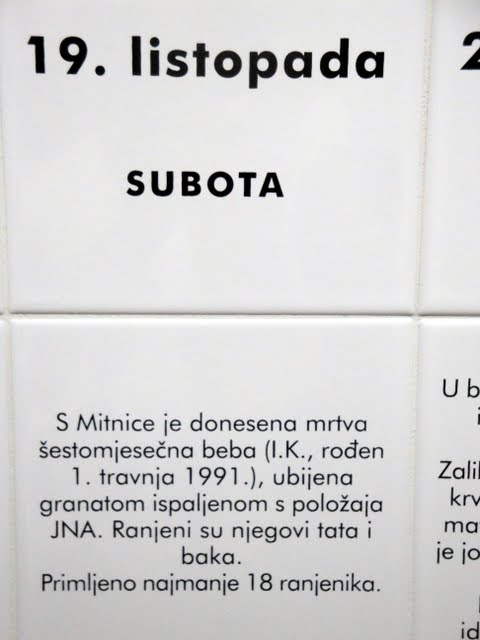 19. listopada
SUBOTA
S Mitnice je donesena mrtva
šestomjesečna beba (I.K., rođen
1. travnja 1991.), ubijena
granatom ispaljenom s položaja
JNA. Ranjeni su njegovi tata i
baka.
Primljeno najmanje 18 ranjenika.
U
je